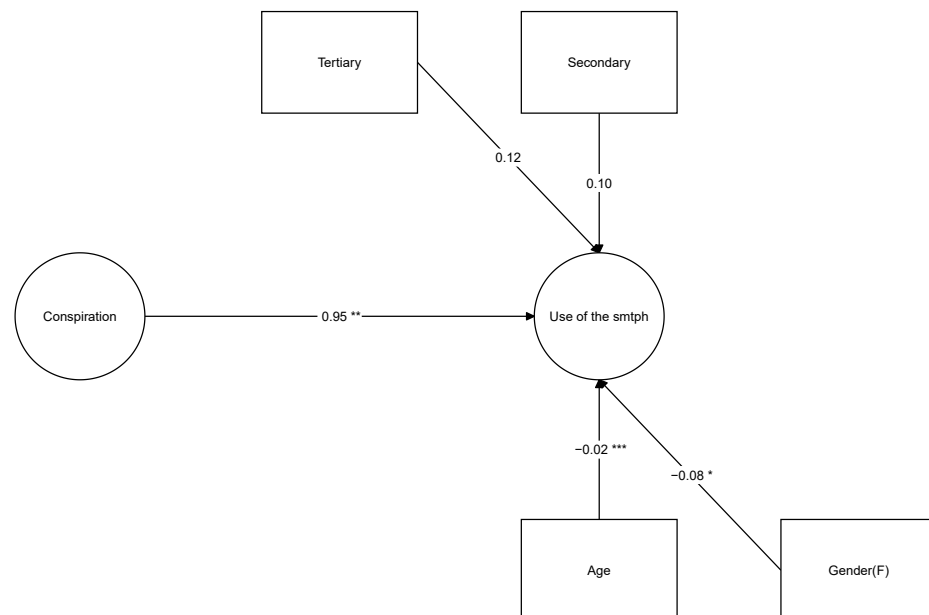 Tertiary
Secondary
0.12
0.10
Conspiration
0.95 **
Use of the smtph
−0.02 ***
−0.08 *
Age
Gender(F)